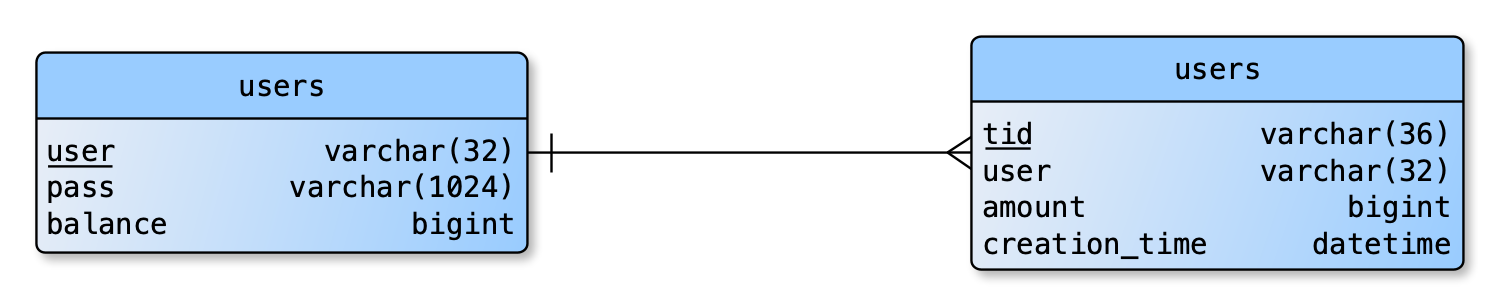 users
user varchar(32)
pass varchar(1024)
balance bigint
users
tid varchar(36)
user varchar(32)
amount bigint
creation_time datetime